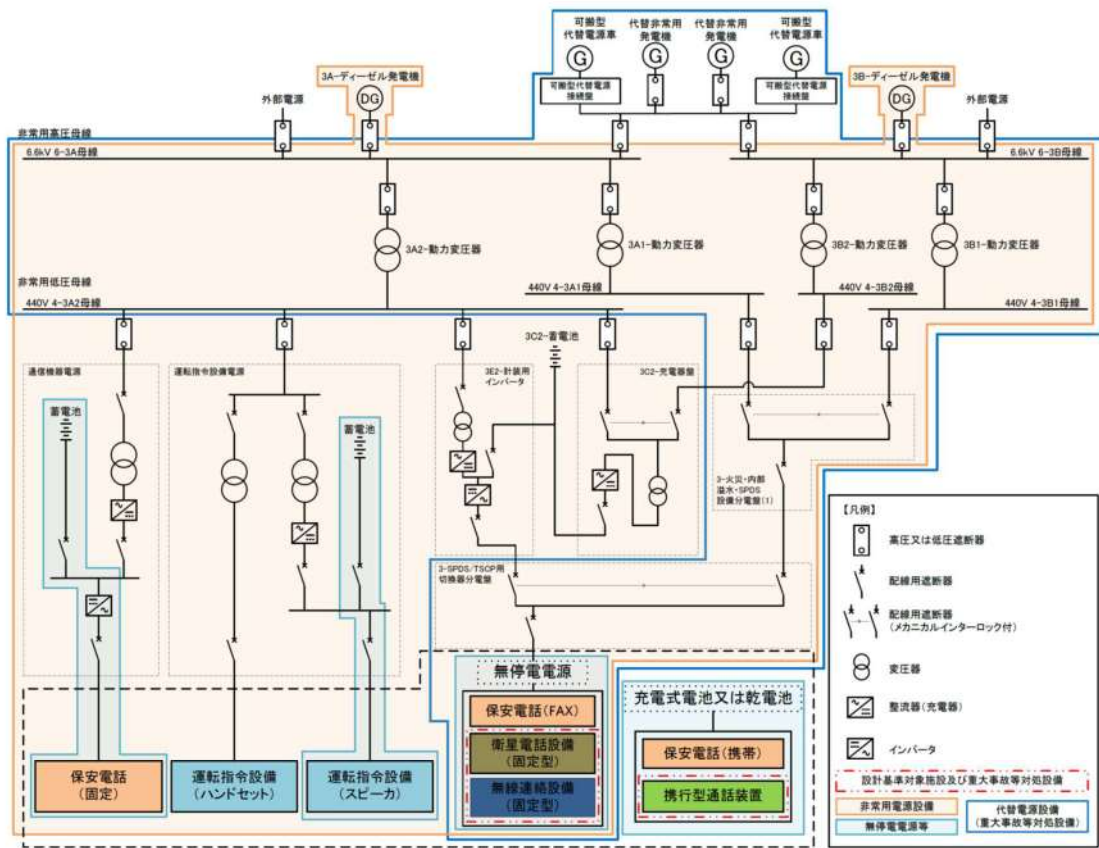 可搬型
代替電源車
代替非常用
発電機
代替非常用
発電機
可搬型
代替電源車
G
G
G
G
3A-ディーゼル発電機
3B-ディーゼル発電機
可搬型代替電源
接続盤
可搬型代替電源
接続盤
外部電源
DG
DG
外部電源
非常用高圧母線
6.6kV 6-3A母線
6.6kV 6-3B母線
3A2-動力変圧器
3A1-動力変圧器
3B2-動力変圧器
3B1-動力変圧器
非常用低圧母線
440V 4-3A1母線
440V 4-3B2母線
440V 4-3A2母線
440V 4-3B1母線
通信機器電源
運転指令設備電源
3E2-計装用
インバータ
3C2-蓄電池
3C2-充電器盤
蓄電池
蓄電池
3-火災・内部
溢水・SPDS
設備分電盤(1)
3-SPDS/TSCP用
切換器分電盤
無停電電源
保安電話(FAX)
衛星電話設備
(固定型)
無線連絡設備
(固定型)
充電式電池又は乾電池
保安電話(携帯)
携行型通話装置
保安電話
(固定)
運転指令設備
(ハンドセット)
運転指令設備
(スピーカ)
【凡例】
高圧又は低圧遮断器
配線用遮断器
配線用遮断器
(メカニカルインターロック付)
変圧器
整流器(充電器)
インバータ
設計基準対象施設及び重大事故等対処設備
非常用電源設備
無停電電源等
代替電源設備
(重大事故等対処設備)